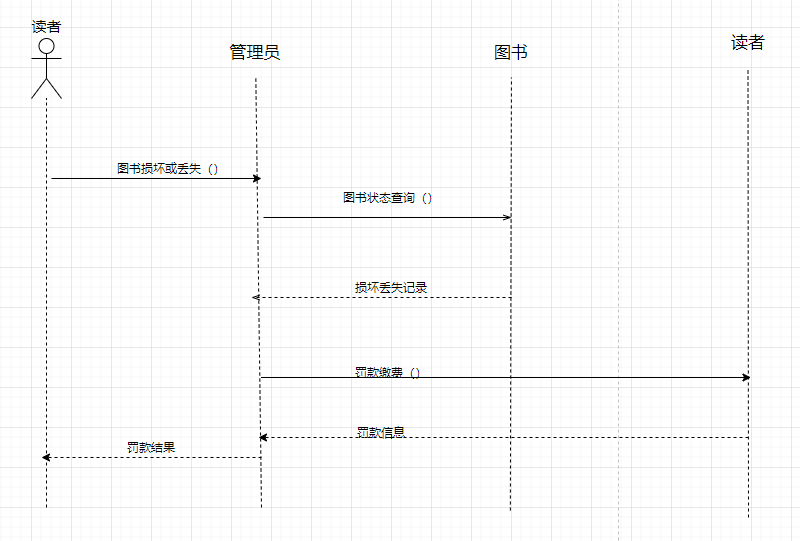 读者
管理员
图书
读者
图书损坏或丢失（）
图书状态查询（）
损坏丢失记录
罚款缴费（）
罚款信息
罚款结果